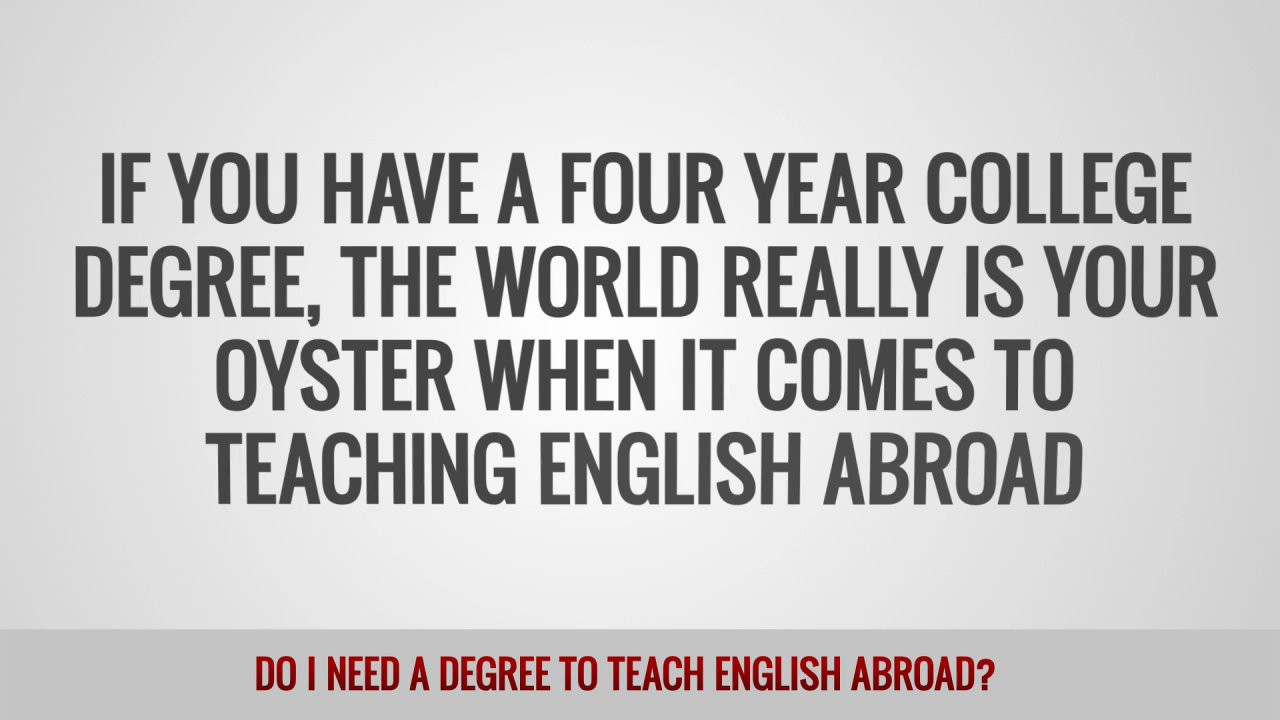 IF YOU HAVE A FOUR YEAR COLLEGE
DEGREE, THE WORLD REALLY IS YOUR
OYSTER WHEN IT COMES TO
TEACHING ENGLISH ABROAD
DO I NEED A DEGREE TO TEACH ENGLISH ABROAD?